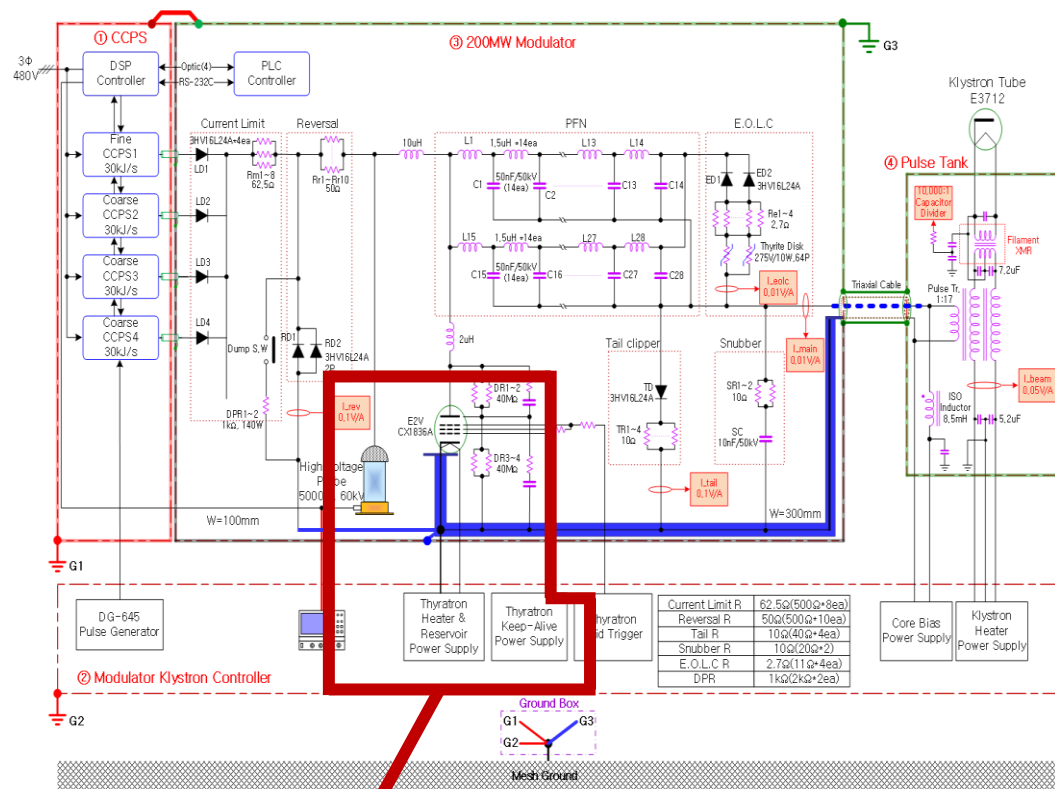 ① CCPS
③ 200MW Modulator
G3
3Φ
480V
DSP
Controller
Optic(4)
RS-232C
PLC
Controller
Klystron Tube
E3712
Current Limit
3HV16L24A*4ea
Rm1~8
62,5Ω
Reversal
Rr1~Rr10
50Ω
10uH
PFN
L1
1,5uH *14ea
L13
L14
C1
50nF/50kV
(14ea)
C2
C13
C14
L15
1,5uH *14ea
L27
L28
C15
50nF/50kV
(14ea)
C16
C27
C28
E.O.L.C
ED1
ED2
3HV16L24A
Re1~4
2,7Ω
Thyrite Disk
275V/10W,64P
I_eolc
0,01V/A
④ Pulse Tank
10,000:1
Capacitor
Divider
Filament
XMR
7,2uF
Pulse Tr.
1:17
Triaxial Cable
I_main
0,01V/A
I_beam
0,05V/A
ISO
Inductor
8,5mH
5,2uF
Fine
CCPS1
30kJ/s
LD1
Coarse
CCPS2
30kJ/s
LD2
Coarse
CCPS3
30kJ/s
LD3
Coarse
CCPS4
30kJ/s
LD4
Dump S,W
RD1
RD2
3HV16L24A
DPR1~2
1kΩ, 140W
I_rev
0,1V/A
2uH
E2V
CX1836A
DR1~2
40MΩ
DR3~4
40MΩ
Tail clipper
TD
3HV16L24A
TR1~4
10Ω
I_tail
0,1V/A
Snubber
SR1~2
10Ω
SC
10nF/50kV
60kV
W=100mm
W=300mm
G1
DG-645
Pulse Generator
Thyratron
Heater &
Reservoir
Power Supply
Thyratron
Keep-Alive
Power Supply
Trigger
Current Limit R 62.5Ω(500Ω*8ea)
Reversal R 50Ω(500Ω*10ea)
Tail R 10Ω(40Ω*4ea)
Snubber R 10Ω(20Ω*2)
E.O.L.C R 2.7Ω(11Ω*4ea)
DPR 1kΩ(2kΩ*2ea)
Core Bias
Power Supply
Klystron
Heater
Power Supply
② Modulator Klystron Controller
G2
Ground Box
G1
G3
G2
Mesh Ground